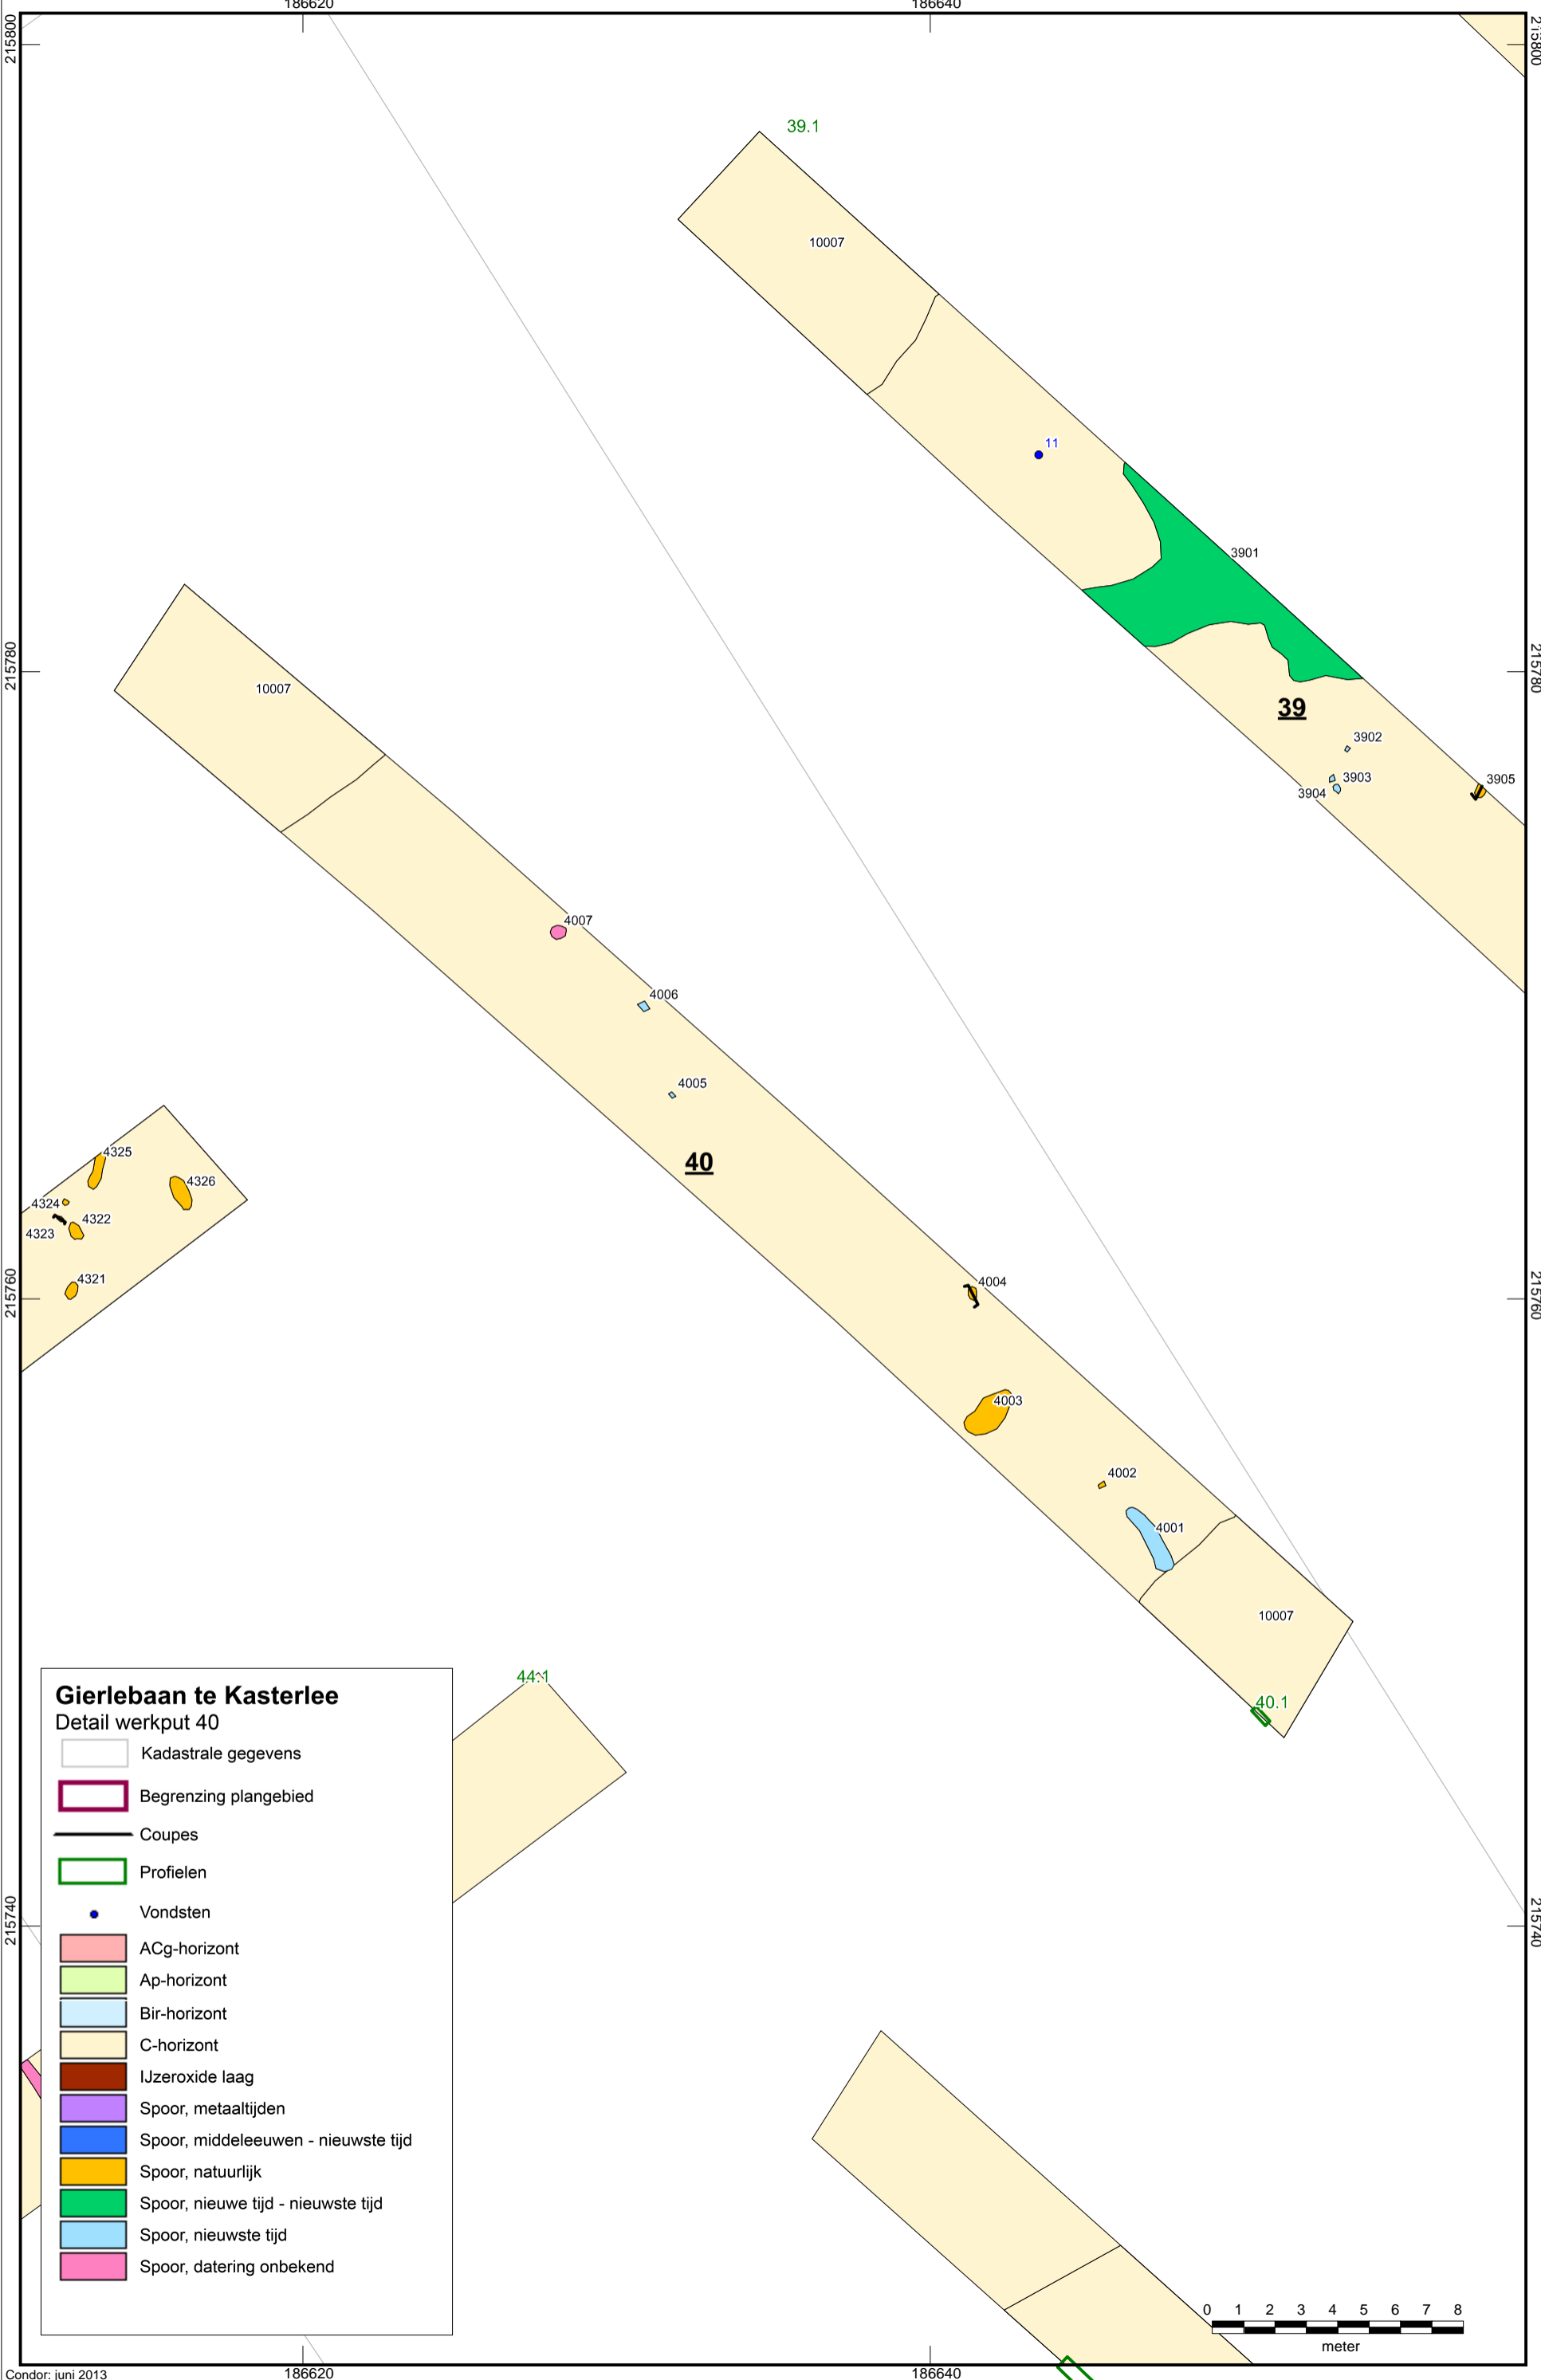 186620
186640
215800
215800
39.1
10007
11
3901
215780
215780
10007
39
3902
3903
3904
3905
4007
4006
4005
40
4325
4326
4324
4322
4323
4321
215760
215760
4004
4003
4002
4001
10007
44.1
40.1
Gierlebaan te Kasterlee
Detail werkput 40
Kadastrale gegevens
Begrenzing plangebied
Coupes
Profielen
Vondsten
ACg-horizont
Ap-horizont
Bir-horizont
C-horizont
IJzeroxide laag
Spoor, metaaltijden
Spoor, middeleeuwen - nieuwste tijd
Spoor, natuurlijk
Spoor, nieuwe tijd - nieuwste tijd
Spoor, nieuwste tijd
Spoor, datering onbekend
215740
215740
0 1 2 3 4 5 6 7 8
meter
Condor: juni 2013
186620
186640